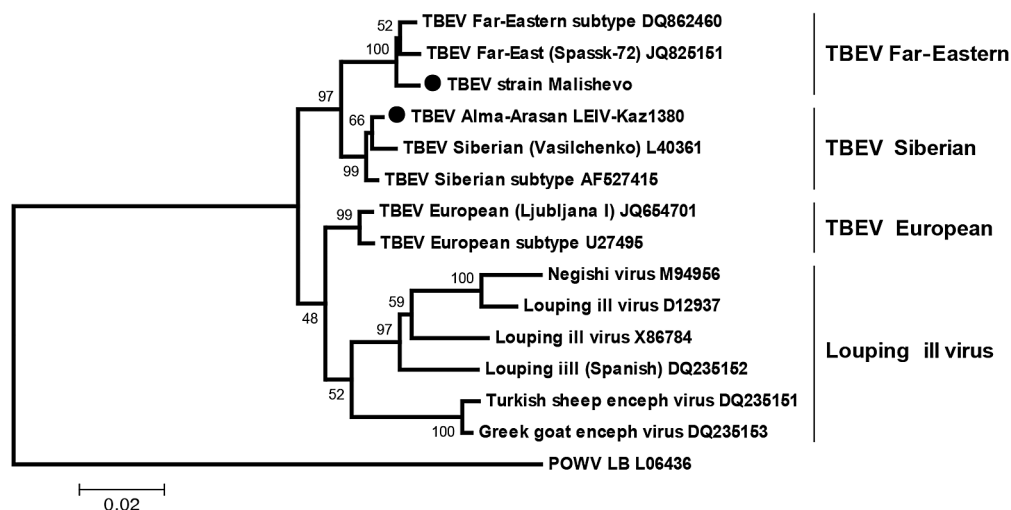 52
TBEV Far-Eastern subtype DQ862460
100
TBEV Far-East (Spassk-72) JQ825151
TBEV Far-Eastern
TBEV strain Malishevo
97
66
TBEV Alma-Arasan LEIV-Kaz1380
TBEV Siberian (Vasilchenko) L40361
TBEV Siberian
99
TBEV Siberian subtype AF527415
99
TBEV European (Ljubljana I) JQ654701
TBEV European
TBEV European subtype U27495
100
Negishi virus M94956
59
Louping ill virus D12937
48
97
Louping ill virus X86784
Louping ill virus
Louping iill (Spanish) DQ235152
52
Turkish sheep enceph virus DQ235151
100
Greek goat enceph virus DQ235153
POWV LB L06436
0.02